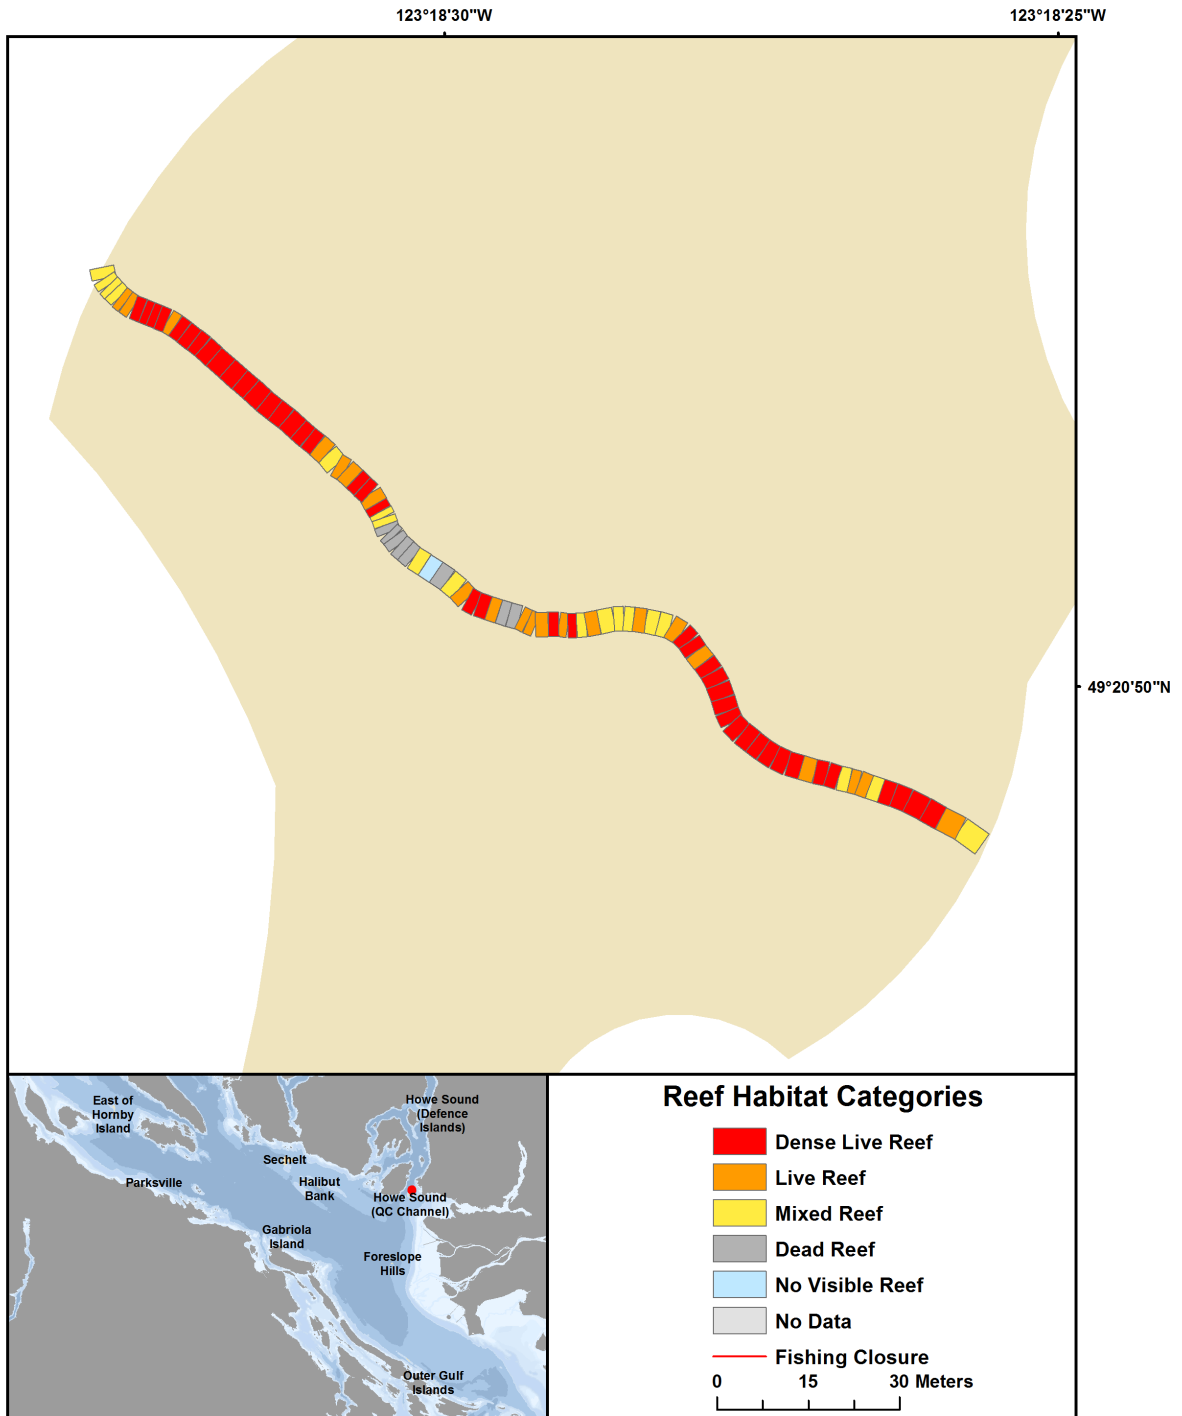 123°18'30"W
123°18'25"W
49°20'50"N
East of
Hornby
Island
Howe Sound
(Defence
Islands)
Sechelt
Parksville
Halibut
Bank
Howe Sound
(QC Channel)
Gabriola
Island
Foreslope
Hills
Outer Gulf
Islands
Reef Habitat Categories
Dense Live Reef
Live Reef
Mixed Reef
Dead Reef
No Visible Reef
No Data
Fishing Closure
0 15 30 Meters